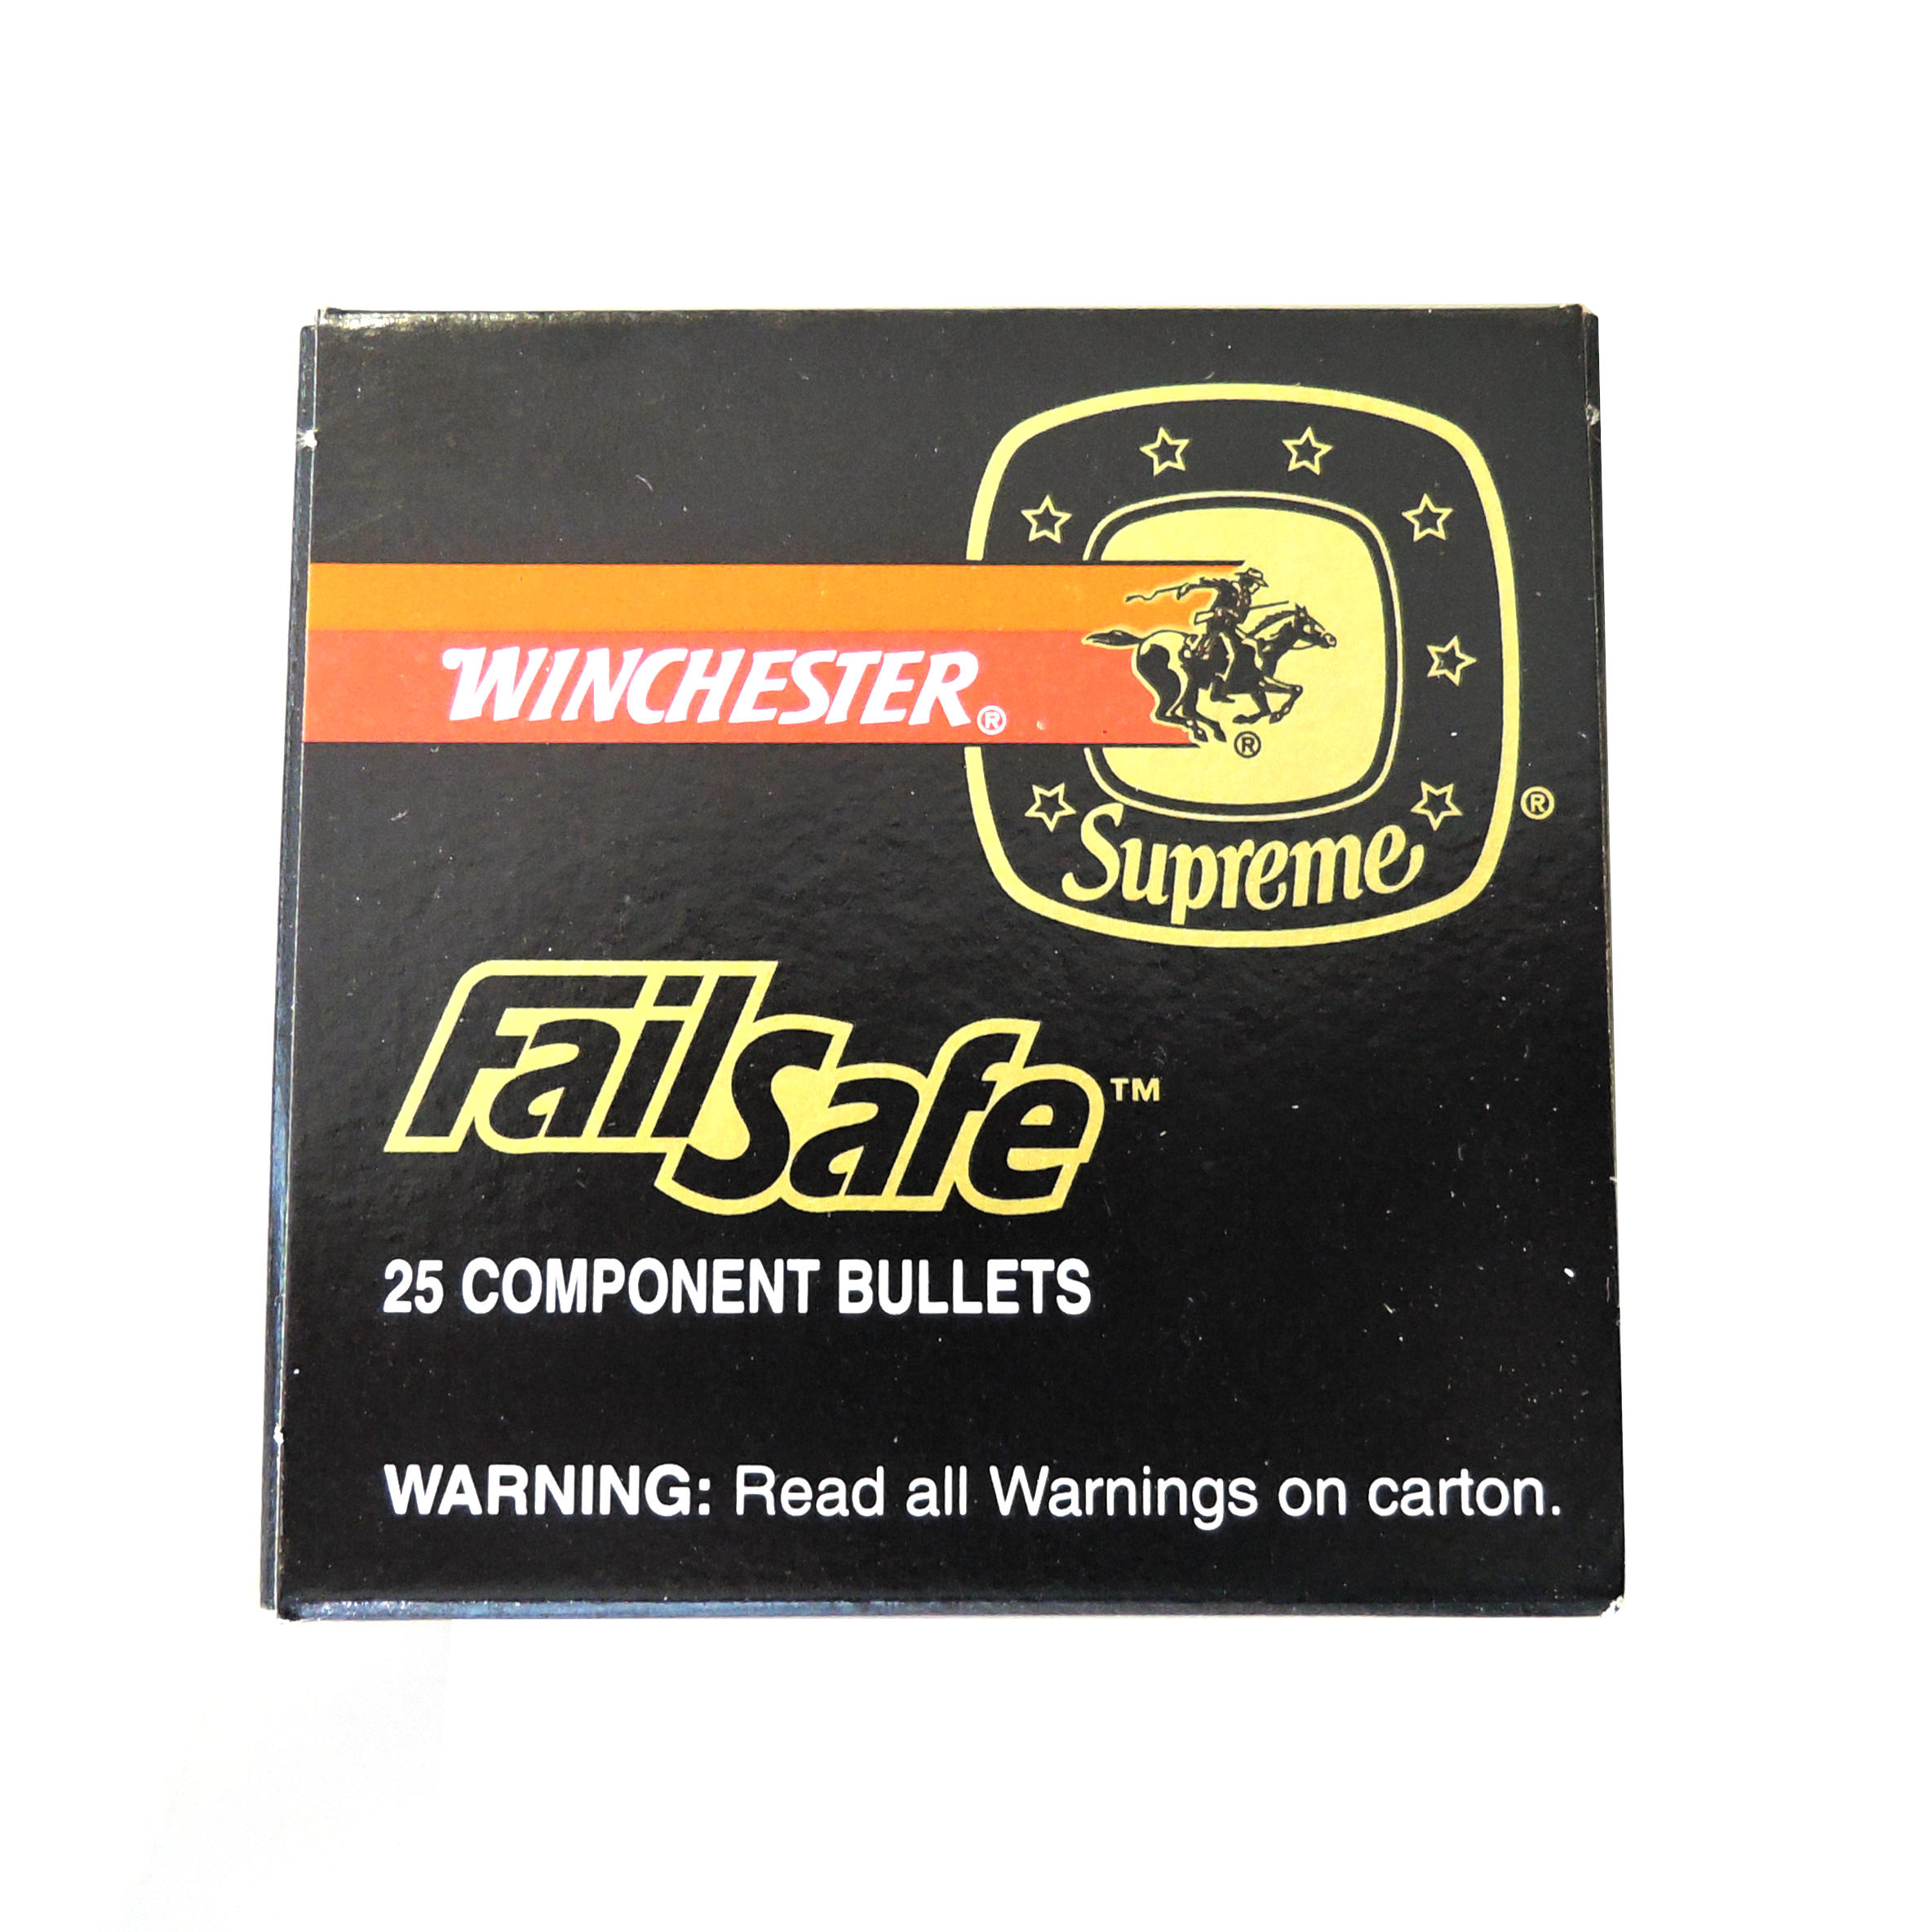 WINCHESTER®
®
Supreme®
FailSafe™
25 COMPONENT BULLETS
WARNING: Read all Warnings on carton.